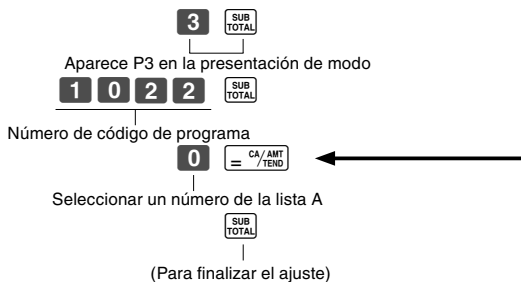 3 SUB TOTAL
Aparece P3 en la presentación de modo
1 0 2 2 SUB TOTAL
Número de código de programa
0 = CA/AMT /TEND
Seleccionar un número de la lista A
SUB TOTAL
(Para finalizar el ajuste)